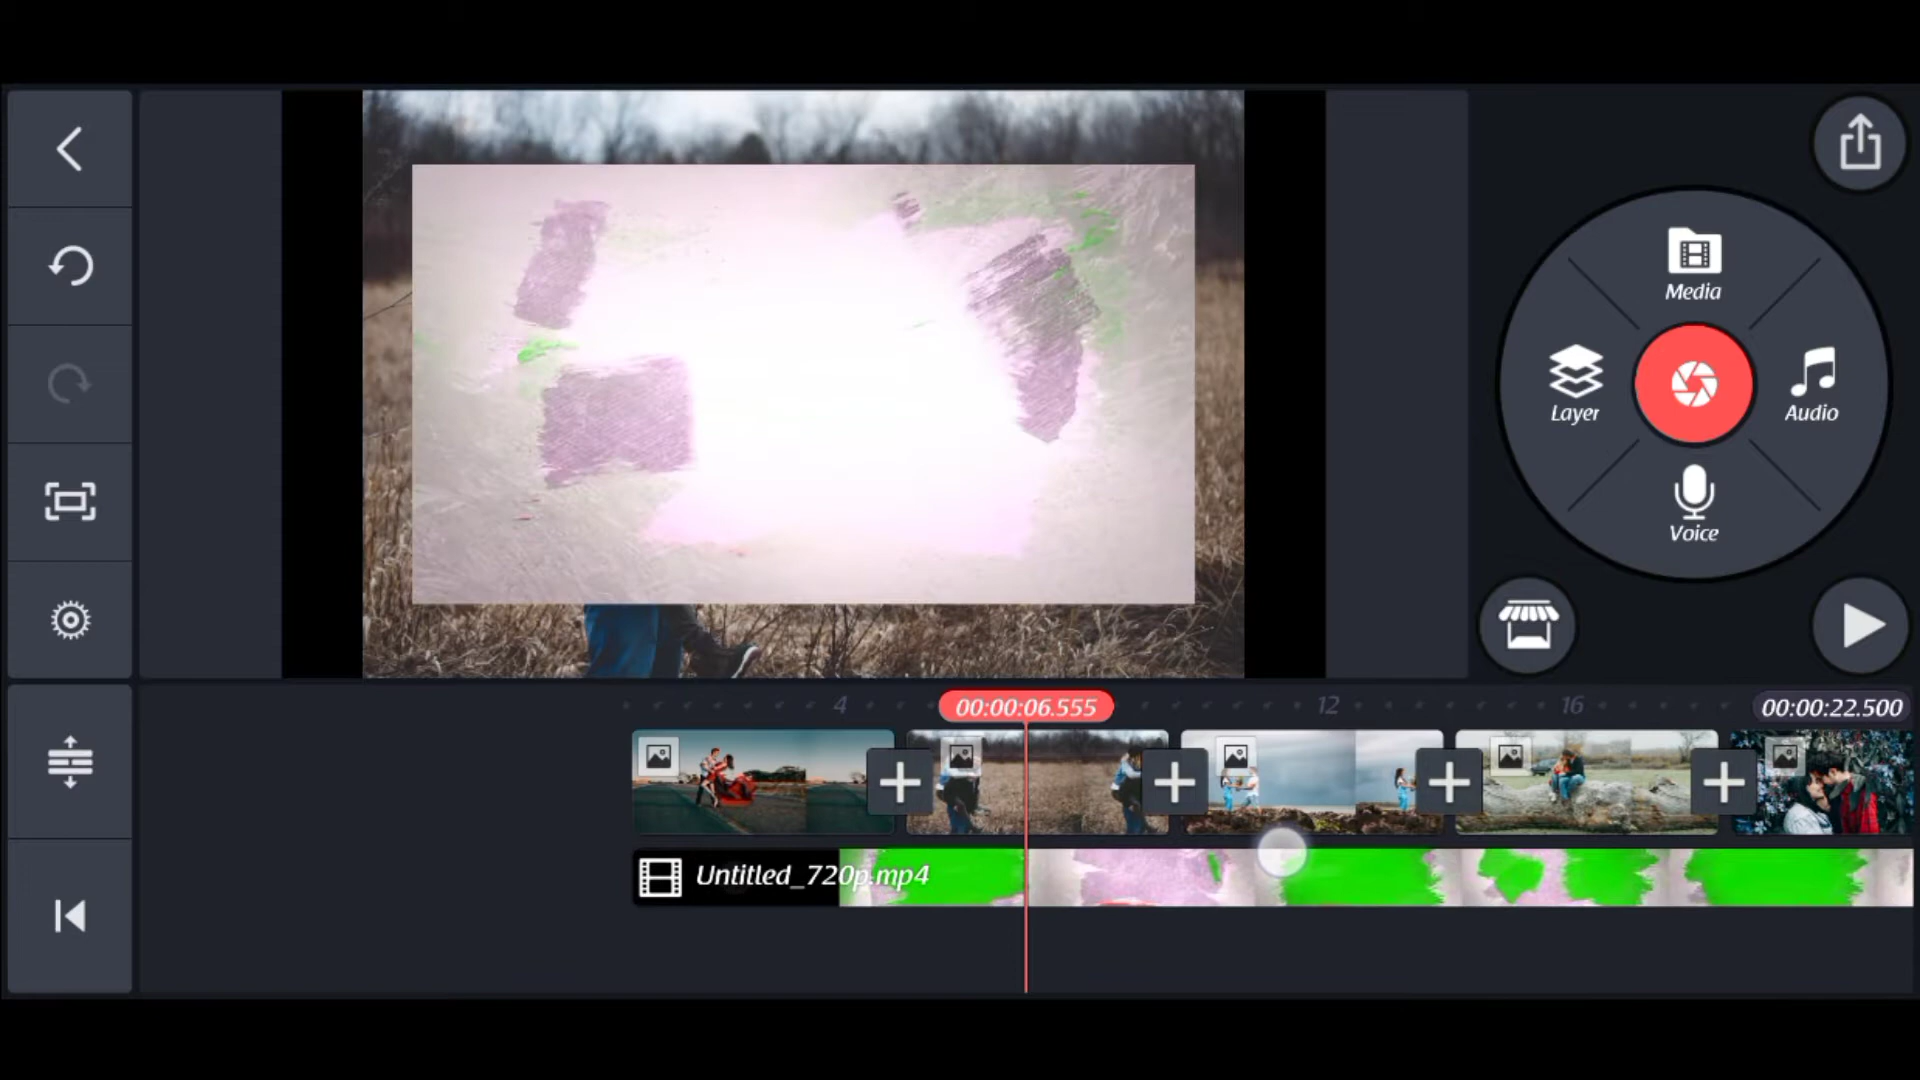 Media
Layer
Audio
Voice
4
00:00:06.555
12
16
00:00:22.500
Untitled_720p.mp4